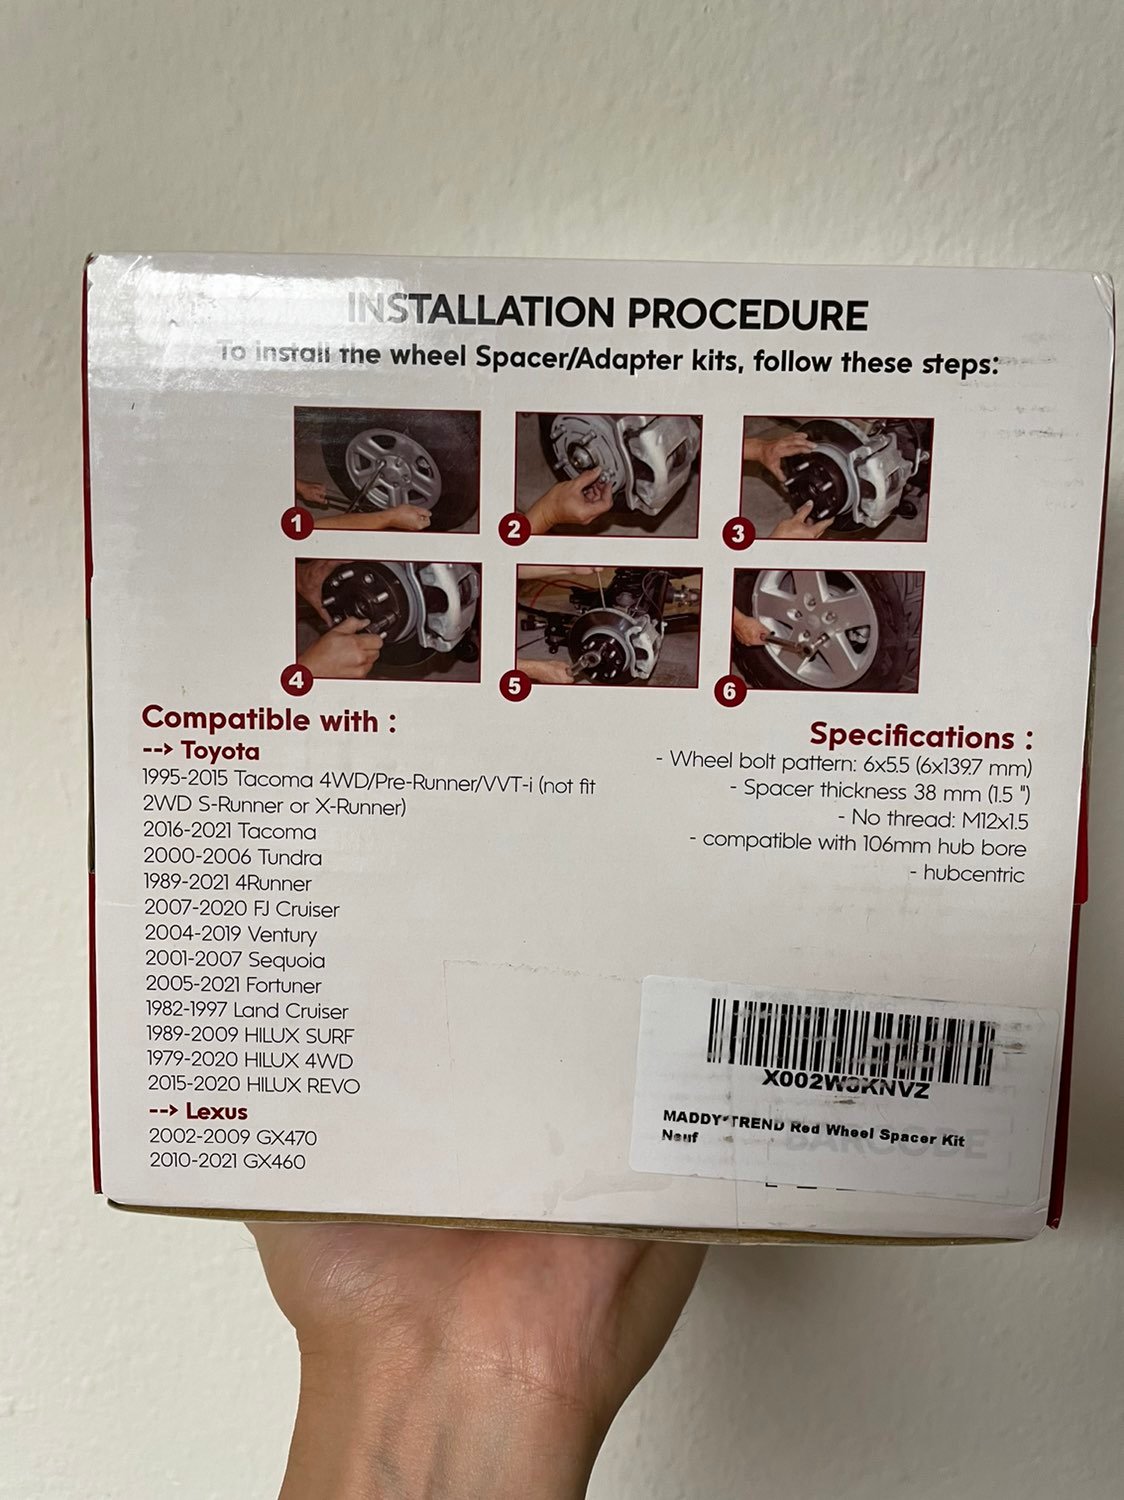 INSTALLATION PROCEDURE
To install the wheel Spacer/Adapter kits, follow these steps:
1
2
3
4
5
6
Compatible with :
--> Toyota
1995-2015 Tacoma 4WD/Pre-Runner/VVT-i (not fit
2WD S-Runner or X-Runner)
2016-2021 Tacoma
2000-2006 Tundra
1989-2021 4Runner
2007-2020 FJ Cruiser
2004-2019 Ventury
2001-2007 Sequoia
2005-2021 Fortuner
1982-1997 Land Cruiser
1989-2009 HILUX SURF
1979-2020 HILUX 4WD
2015-2020 HILUX REVO
--> Lexus
2002-2009 GX470
2010-2021 GX460
Specifications :
- Wheel bolt pattern: 6x5.5 (6x139.7 mm)
- Spacer thickness 38 mm (1.5 ")
- No thread: M12x1.5
- compatible with 106mm hub bore
- hubcentric
MADDY*TREND Red Wheel Spacer Kit
Neuf
BARCODE